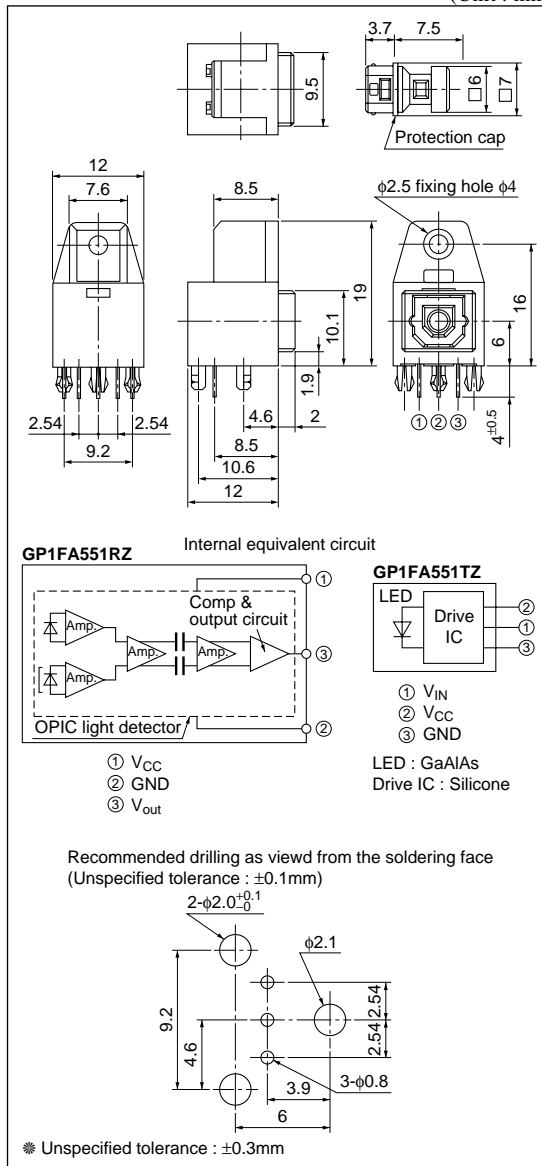 (Unit : mm
3.7
7.5
9.5
□6
□7
Protection cap
12
7.6
8.5
φ2.5 fixing hole φ4
19
10.1
1.9
16
6
4±0.5
2.54
2.54
9.2
4.6
2
8.5
10.6
12
① ② ③
Internal equivalent circuit
GP1FA551RZ
GP1FA551TZ
①
Comp &
output circuit
Amp.
Amp.
Amp.
Amp.
③
OPIC light detector
②
① VCC
② GND
③ Vout
LED
Drive
IC
②
①
③
① VIN
② VCC
③ GND
LED : GaAlAs
Drive IC : Silicone
Recommended drilling as viewd from the soldering face
(Unspecified tolerance : ±0.1mm)
2-φ2.0+0.1−0
φ2.1
9.2
4.6
2.54
2.54
3-φ0.8
3.9
6
❋ Unspecified tolerance : ±0.3mm